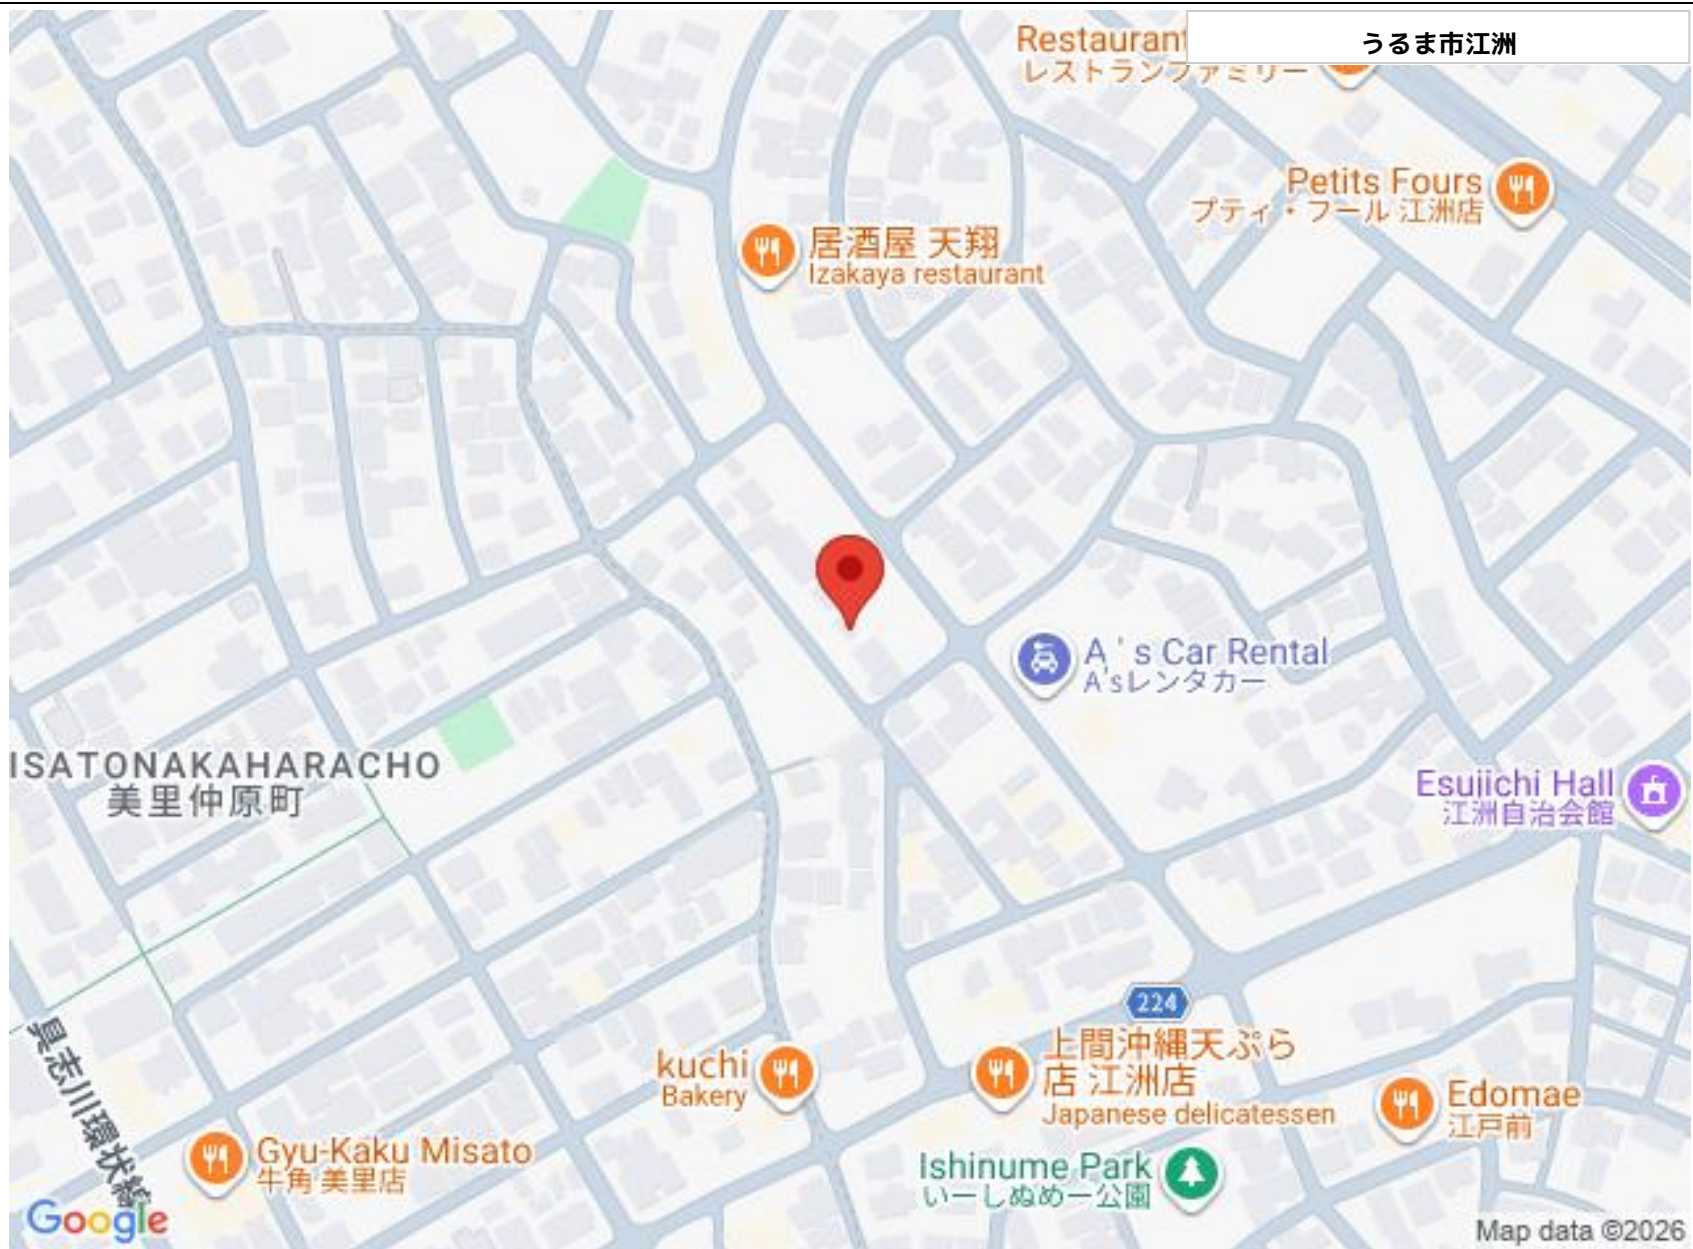 うるま市江洲
Restaurant
レストランファミリー
Petits Fours
プティ・フール 江洲店
居酒屋 天翔
Izakaya restaurant
A's Car Rental
A'sレンタカー
ISATONAKAHARACHO
美里仲原町
Esujichi Hall
江洲自治会館
224
上間沖縄天ぷら
店 江洲店
Japanese delicatessen
kuchi
Bakery
Edomae
江戸前
具志川環状線
Gyu-Kaku Misato
牛角 美里店
Ishinume Park
いーしぬめー公園
Google
Map data ©2026